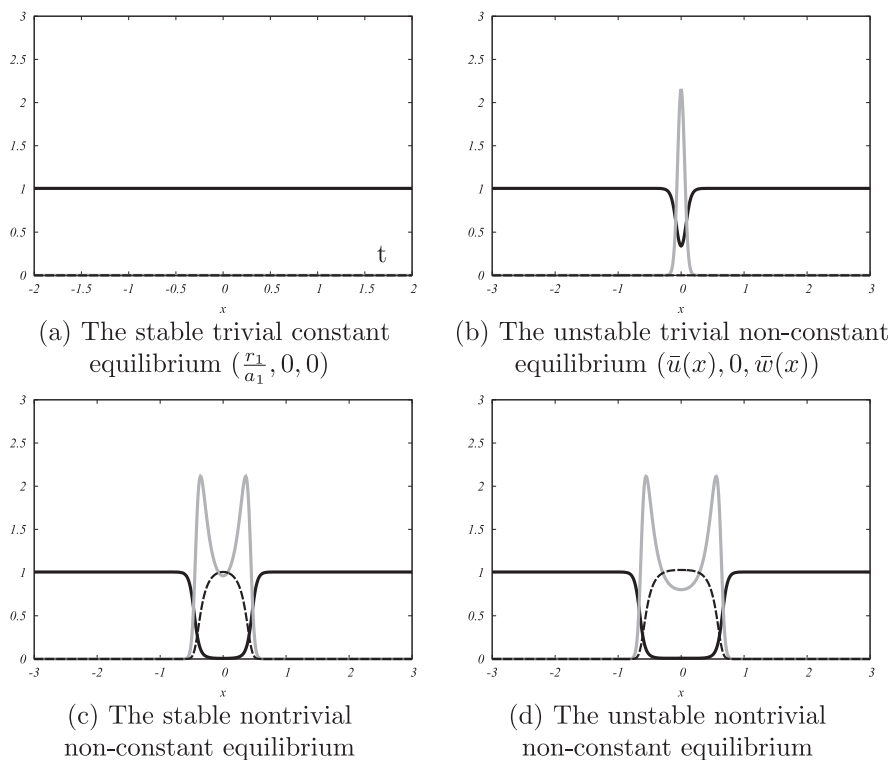 3
2.5
2
1.5
1
0.5
0
t
-2 -1.5 -1 -0.5 0 0.5 1 1.5 2
x
(a) The stable trivial constant
equilibrium (r₁/a₁, 0, 0)
3
2.5
2
1.5
1
0.5
0
-3 -2 -1 0 1 2 3
x
(b) The unstable trivial non-constant
equilibrium (ū(x), 0, w̄(x))
3
2.5
2
1.5
1
0.5
0
-3 -2 -1 0 1 2 3
x
(c) The stable nontrivial
non-constant equilibrium
3
2.5
2
1.5
1
0.5
0
-3 -2 -1 0 1 2 3
x
(d) The unstable nontrivial
non-constant equilibrium